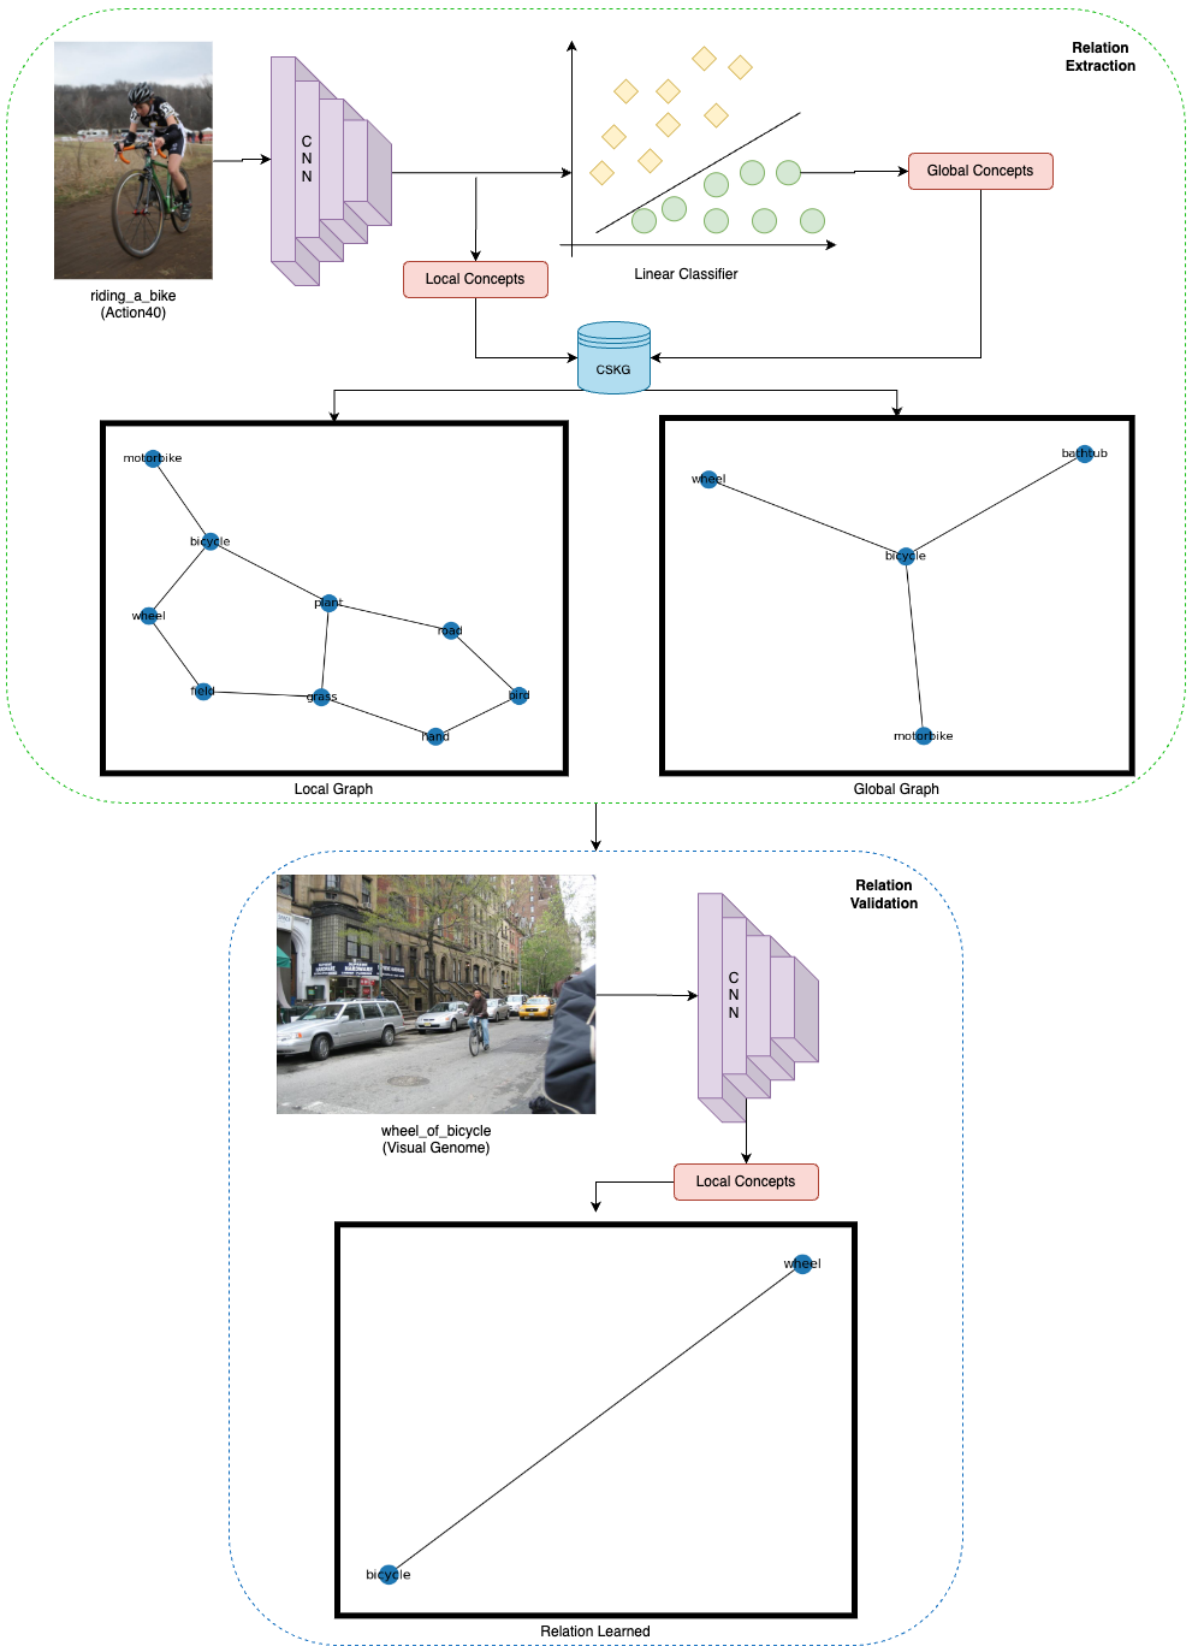 Relation
Extraction
C
N
N
Global Concepts
Local Concepts
Linear Classifier
riding_a_bike
(Action40)
CSKG
motorbike
bicycle
plant
wheel
road
field
grass
bird
hand
Local Graph
bathtub
wheel
bicycle
motorbike
Global Graph
Relation
Validation
HARDWARE
C
N
N
wheel_of_bicycle
(Visual Genome)
Local Concepts
wheel
bicycle
Relation Learned